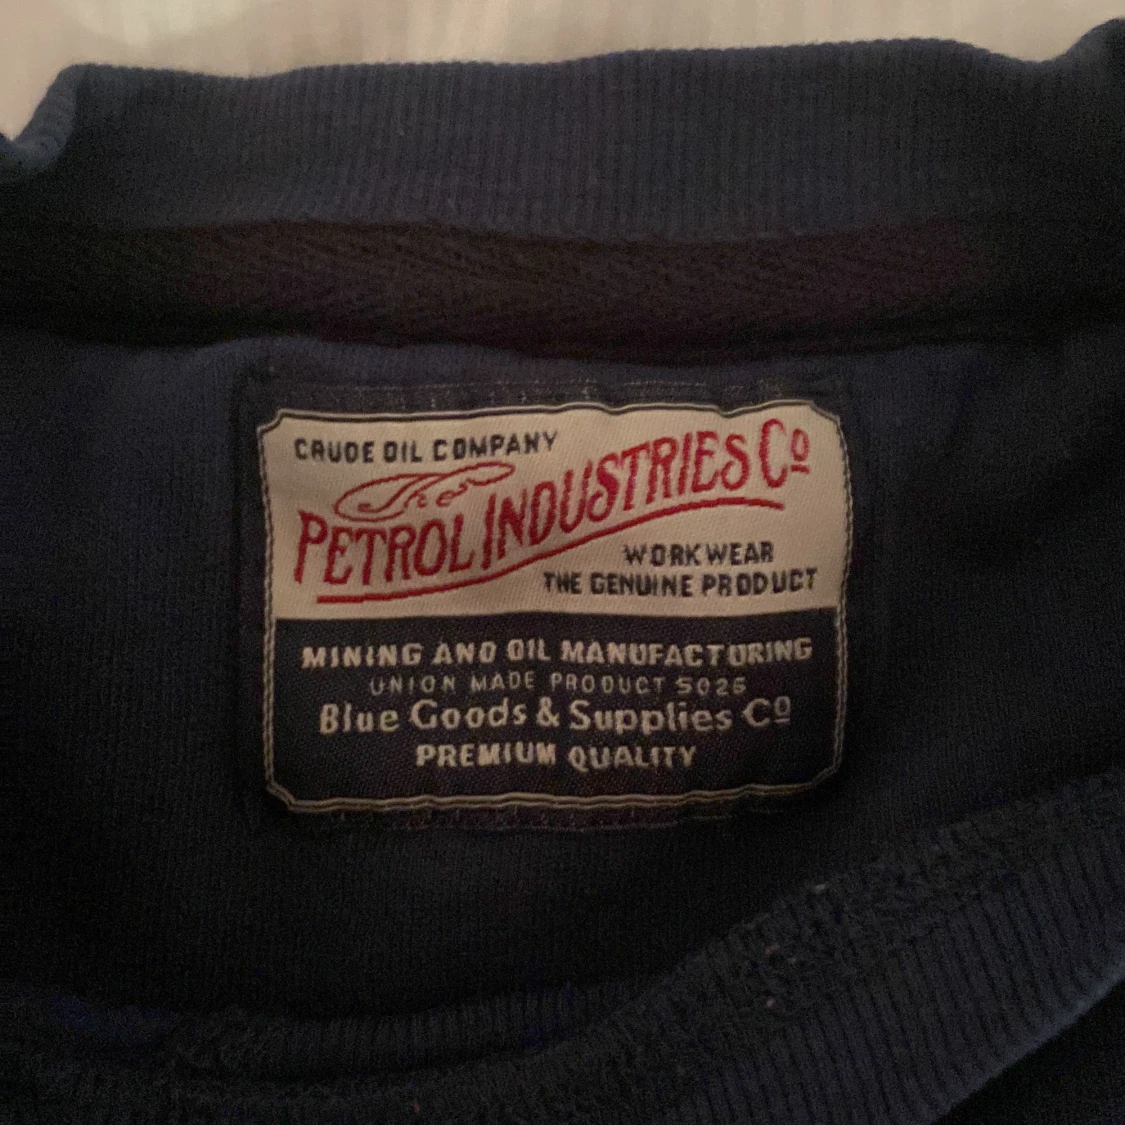 CRUDE OIL COMPANY
The
PETROL INDUSTRIES Cº
WORKWEAR
THE GENUINE PRODUCT
MINING AND OIL MANUFACTURING
UNION MADE PRODUCT 5026
Blue Goods & Supplies Cº
PREMIUM QUALITY